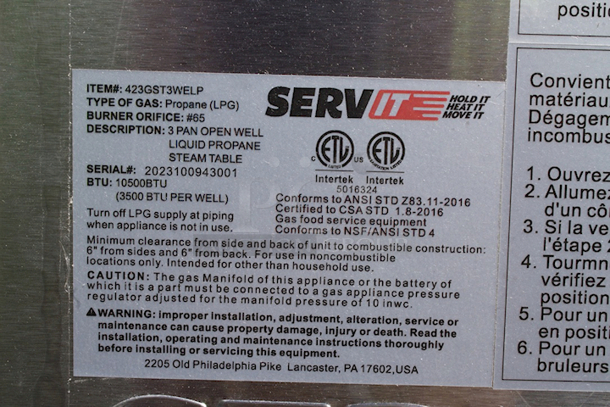 ITEM#: 423GST3WELP
TYPE OF GAS: Propane (LPG)
BURNER ORIFICE: #65
DESCRIPTION: 3 PAN OPEN WELL
LIQUID PROPANE
STEAM TABLE
SERIAL#: 2023100943001
BTU: 10500BTU
(3500 BTU PER WELL)
Turn off LPG supply at piping
when appliance is not in use.
SERVIT HOLD IT
HEAT IT
MOVE IT
C ETL US ETL
Intertek Intertek
5016324
Conforms to ANSI STD Z83.11-2016
Certified to CSA STD 1.8-2016
Gas food service equipment
Conforms to NSF/ANSI STD 4
Minimum clearance from side and back of unit to combustible construction:
6" from sides and 6" from back. For use in noncombustible
locations only. Intended for other than household use.
CAUTION: The gas Manifold of this appliance or the battery of
which it is a part must be connected to a gas appliance pressure
regulator adjusted for the manifold pressure of 10 inwc.
WARNING: Improper Installation, adjustment, alteration, service or
maintenance can cause property damage, injury or death. Read the
installation, operating and maintenance instructions thoroughly
before installing or servicing this equipment.
2205 Old Philadelphia Pike Lancaster, PA 17602,USA
positi
Convient
matériau
Dégagem
incombus
1. Ouvrez
2. Allumez
d'un cô
3. Si la ve
l'étape 2
4. Tourmn
vérifiez
position
5. Pour un
en positi
6. Pour un
bruleurs